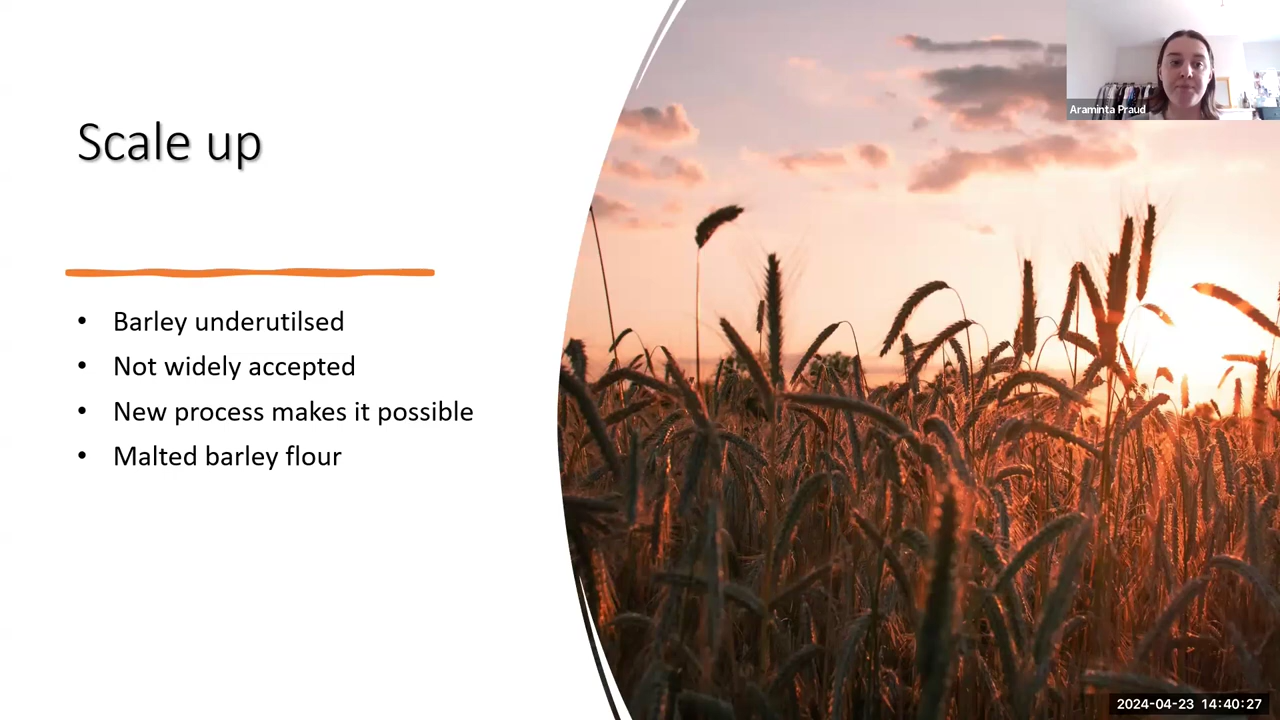 Araminta Praud
Scale up
• Barley underutilsed
• Not widely accepted
• New process makes it possible
• Malted barley flour
2024-04-23 14:40:27